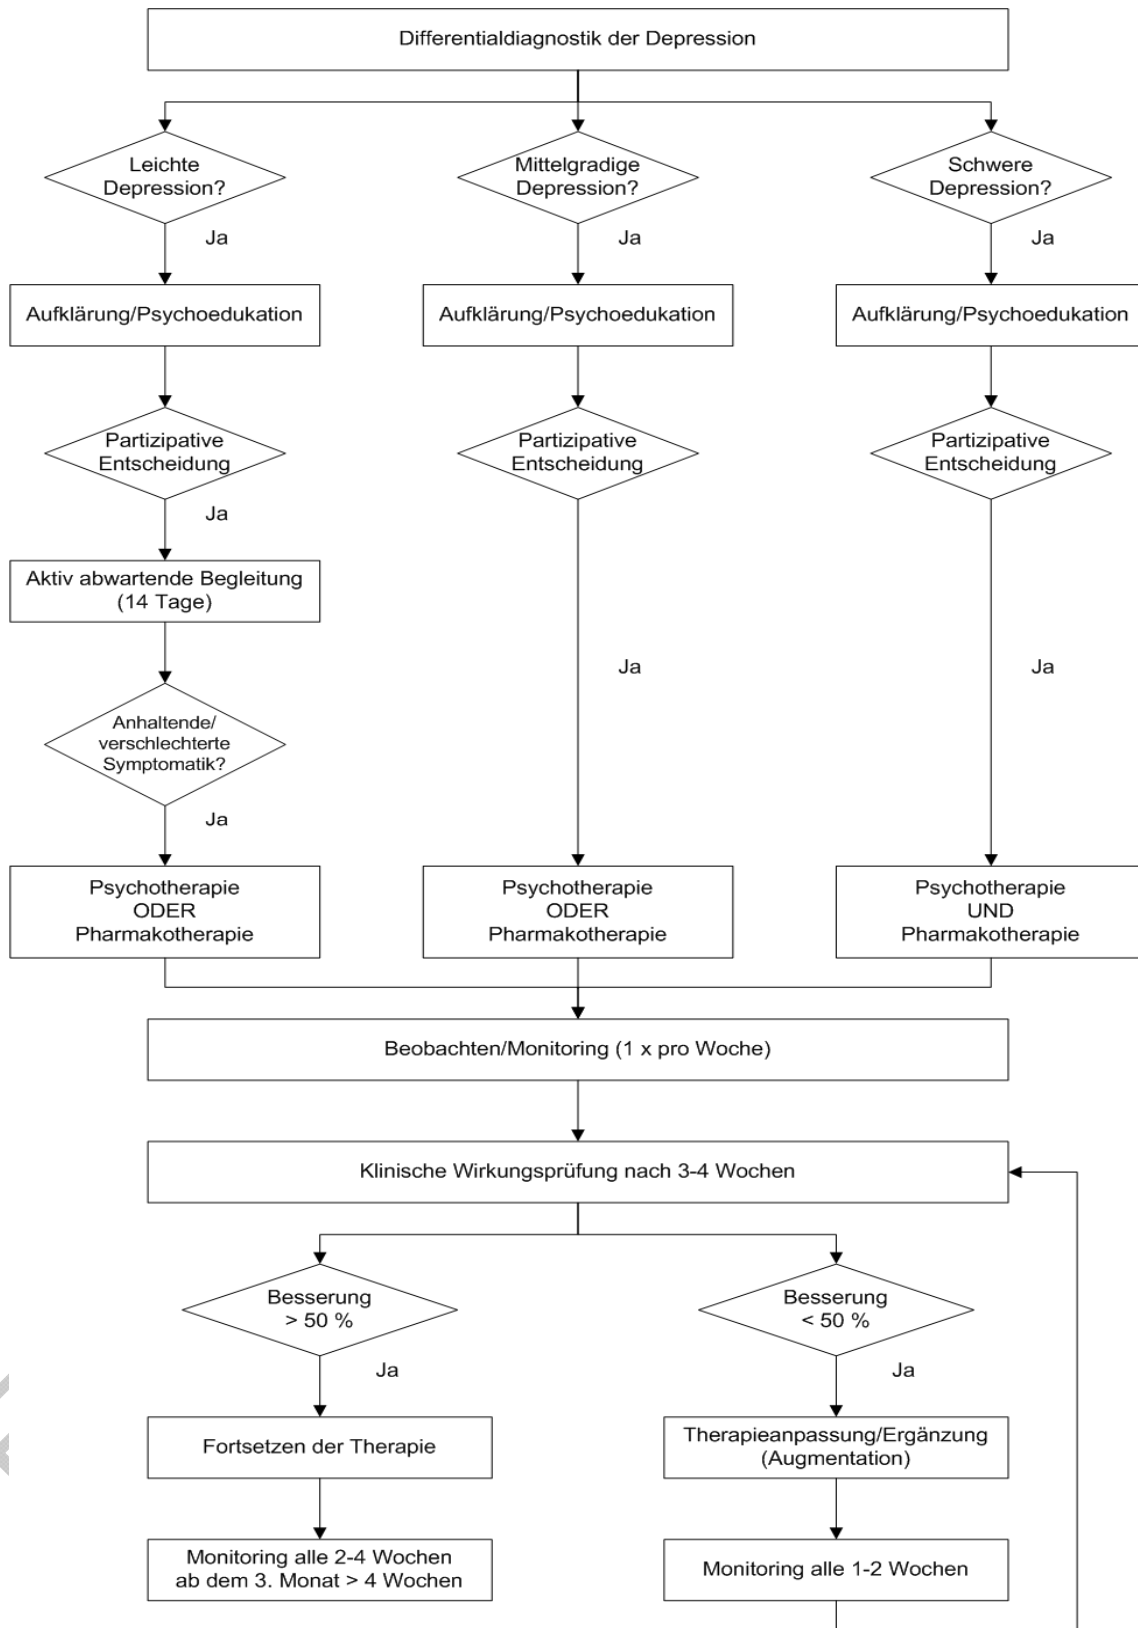 Differentialdiagnostik der Depression
Leichte
Depression?
Mittelgradige
Depression?
Schwere
Depression?
Ja
Ja
Ja
Aufklärung/Psychoedukation
Aufklärung/Psychoedukation
Aufklärung/Psychoedukation
Partizipative
Entscheidung
Partizipative
Entscheidung
Partizipative
Entscheidung
Ja
Aktiv abwartende Begleitung
(14 Tage)
Ja
Ja
Anhaltende/
verschlechterte
Symptomatik?
Ja
Psychotherapie
ODER
Pharmakotherapie
Psychotherapie
ODER
Pharmakotherapie
Psychotherapie
UND
Pharmakotherapie
Beobachten/Monitoring (1 x pro Woche)
Klinische Wirkungsprüfung nach 3-4 Wochen
Besserung
> 50 %
Besserung
< 50 %
Ja
Ja
Fortsetzen der Therapie
Therapieanpassung/Ergänzung
(Augmentation)
Monitoring alle 2-4 Wochen
ab dem 3. Monat > 4 Wochen
Monitoring alle 1-2 Wochen